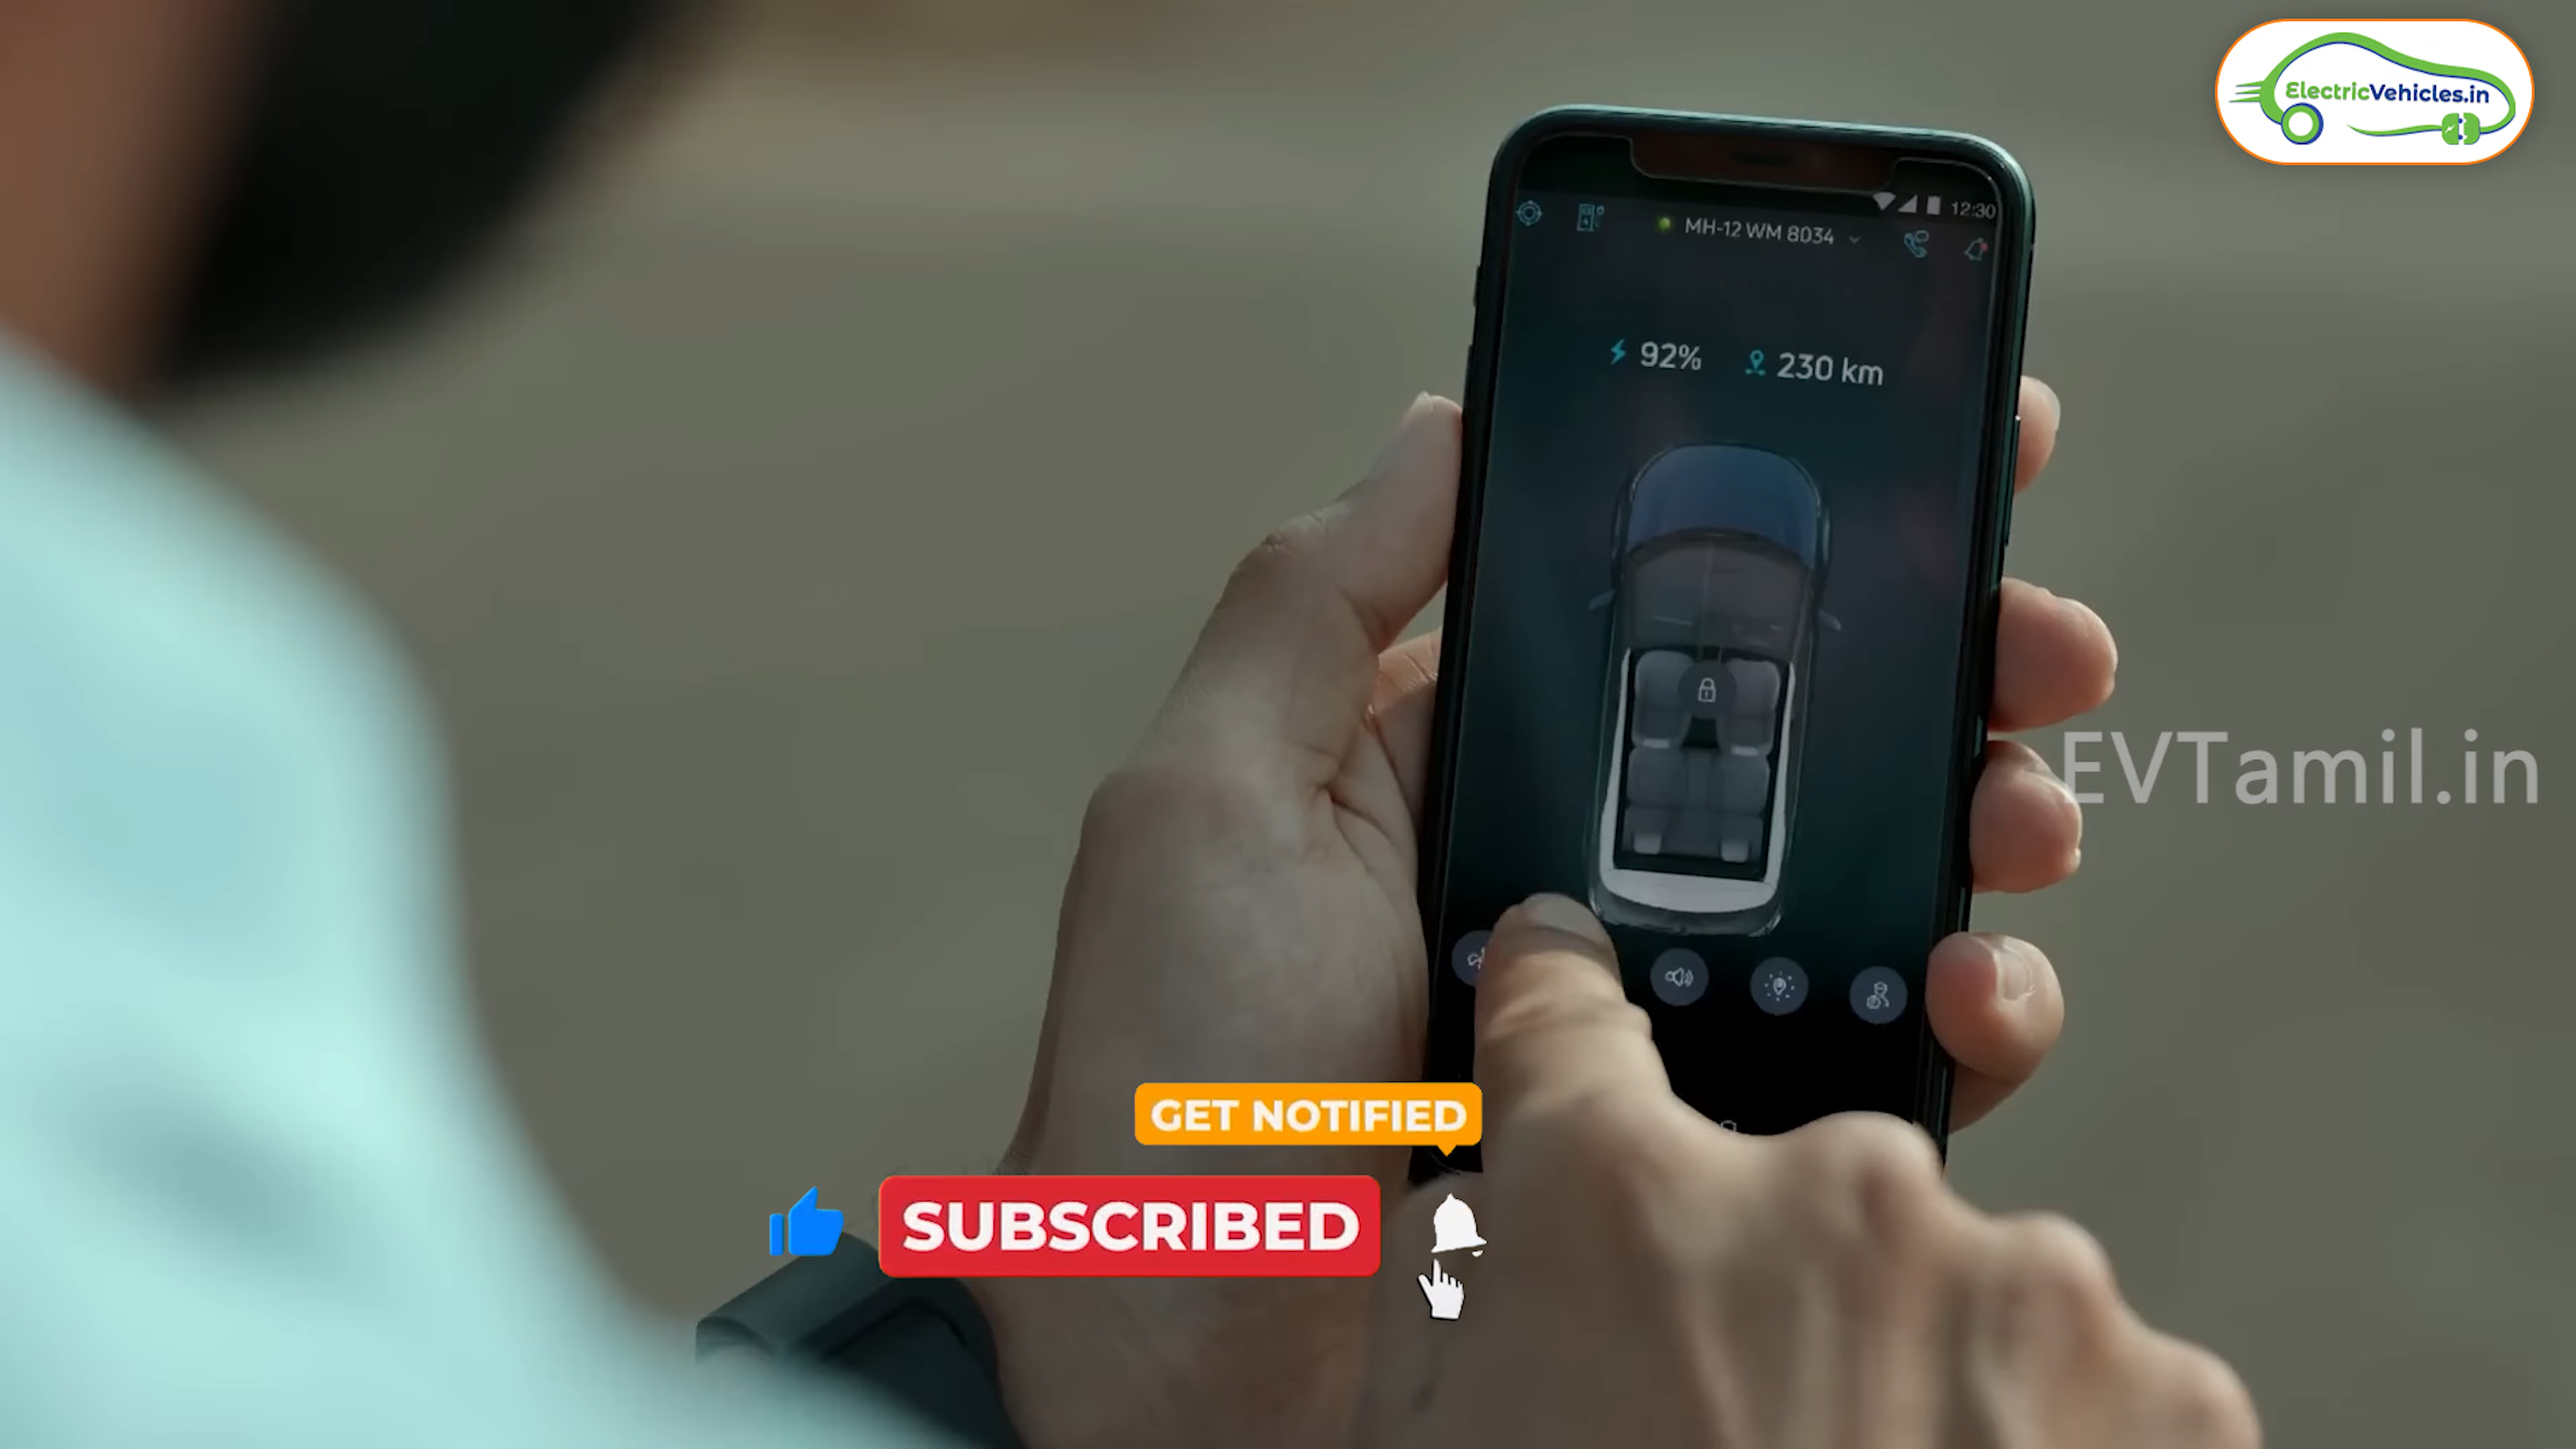 ElectricVehicles.in
12:30
MH-12 WM 8034
92%
230 km
EVTamil.in
GET NOTIFIED
SUBSCRIBED